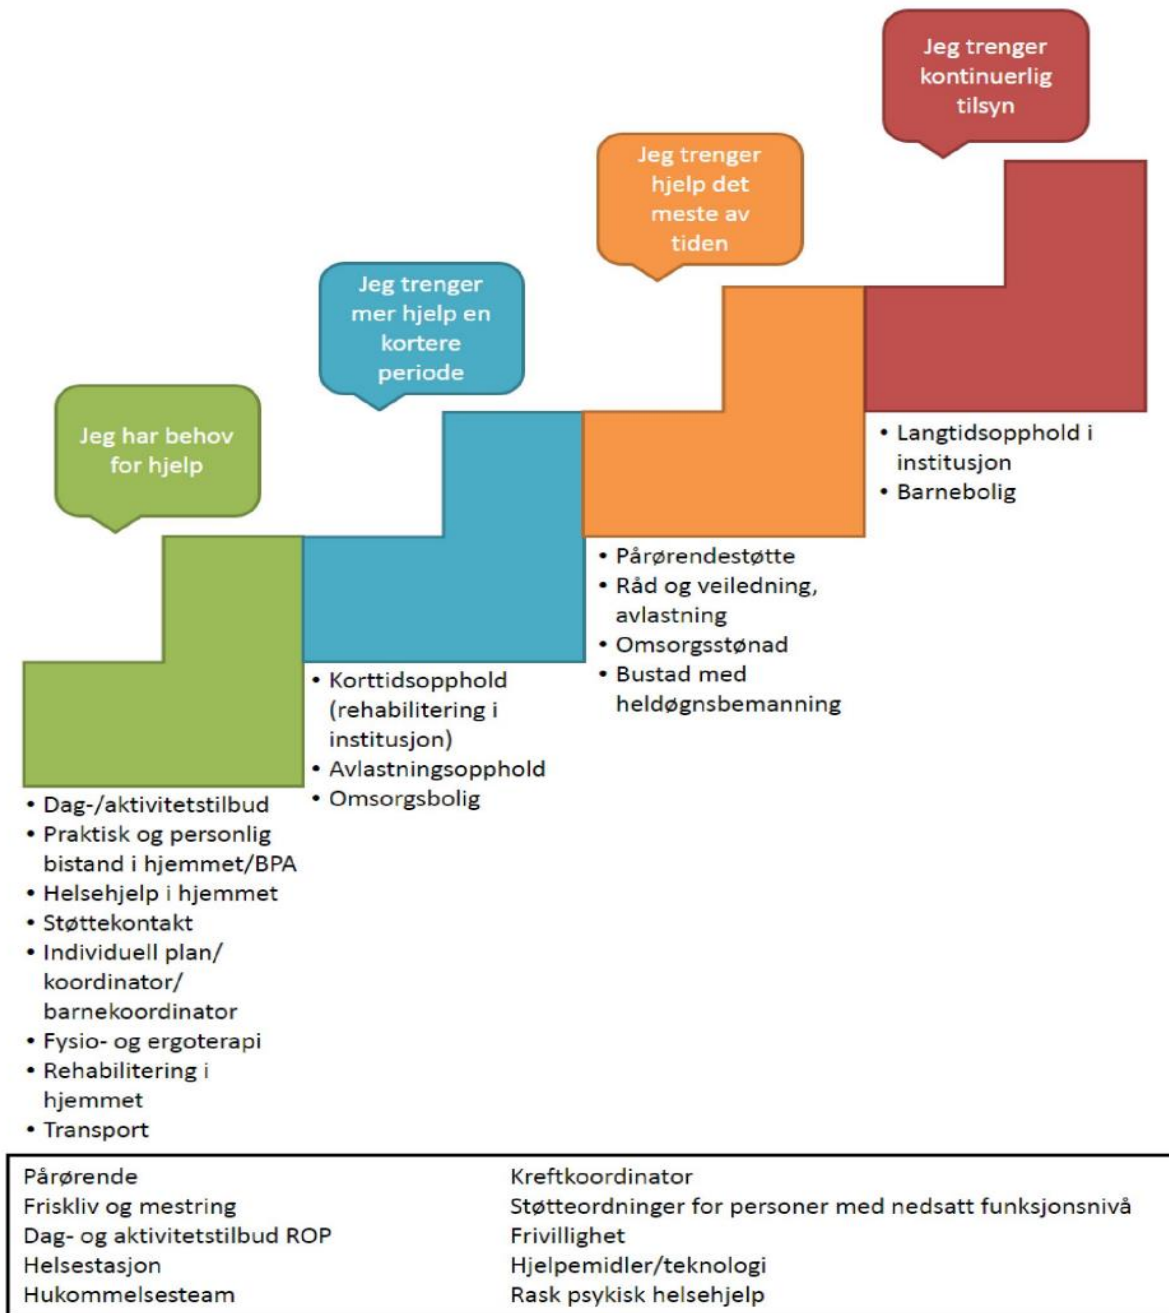 Jeg har behov
for hjelp
• Dag-/aktivitetstilbud
• Praktisk og personlig
bistand i hjemmet/BPA
• Helsehjelp i hjemmet
• Støttekontakt
• Individuell plan/
koordinator/
barnekoordinator
• Fysio- og ergoterapi
• Rehabilitering i
hjemmet
• Transport
Jeg trenger
mer hjelp en
kortere
periode
• Korttidsopphold
(rehabilitering i
institusjon)
• Avlastningsopphold
• Omsorgsbolig
Jeg trenger
hjelp det
meste av
tiden
• Pårørendestøtte
• Råd og veiledning,
avlastning
• Omsorgsstønad
• Bustad med
heldøgnsbemanning
Jeg trenger
kontinuerlig
tilsyn
• Langtidsopphold i
institusjon
• Barnebolig
Pårørende
Friskliv og mestring
Dag- og aktivitetstilbud ROP
Helsestasjon
Hukommelsesteam
Kreftkoordinator
Støtteordninger for personer med nedsatt funksjonsnivå
Frivillighet
Hjelpemidler/teknologi
Rask psykisk helsehjelp